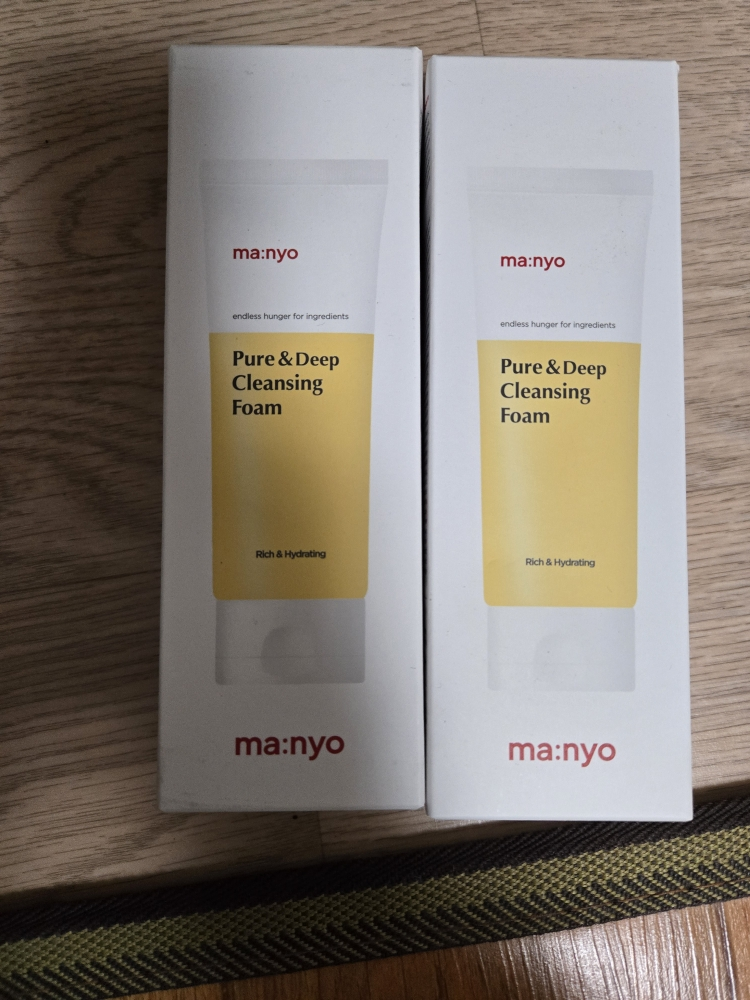 ma:nyo
endless hunger for ingredients
Pure & Deep
Cleansing
Foam
Rich & Hydrating
ma:nyo
ma:nyo
endless hunger for ingredients
Pure & Deep
Cleansing
Foam
Rich & Hydrating
ma:nyo